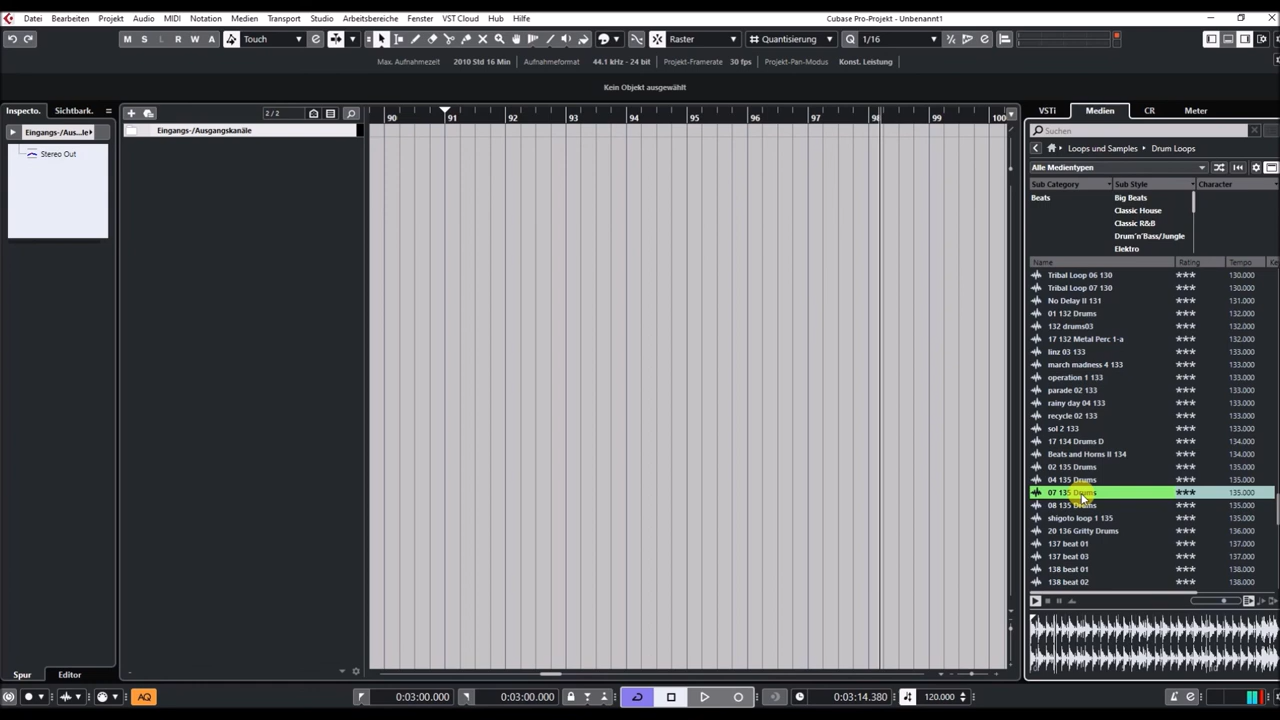 Datei Bearbeiten Projekt Audio MIDI Notation Medien Transport Studio Arbeitsbereiche Fenster VST Cloud Hub Hilfe Cubase Pro-Projekt - Unbenannt1
M S L R W A Touch Raster Quantisierung 1/16
Max. Aufnahmezeit 2010 Std 16 Min Aufnahmeformat 44.1 kHz - 24 bit Projekt-Framerate 30 fps Projekt-Pan-Modus Konst. Leistung
Kein Objekt ausgewählt
Inspecto. Sichtbark. 2 / 2 90 91 92 93 94 95 96 97 98 99 100 VSTi Medien CR Meter
Eingangs-/Aus...le Eingangs-/Ausgangskanäle Suchen
Stereo Out Loops und Samples Drum Loops
Alle Medientypen
Sub Category Sub Style Character
Beats Big Beats
Classic House
Classic R&B
Drum'n'Bass/Jungle
Elektro
Name Rating Tempo Ke
Tribal Loop 06 130 *** 130.000
Tribal Loop 07 130 *** 130.000
No Delay II 131 *** 131.000
01 132 Drums *** 132.000
132 drums03 *** 132.000
17 132 Metal Perc 1-a *** 132.000
linz 03 133 *** 133.000
march madness 4 133 *** 133.000
operation 1 133 *** 133.000
parade 02 133 *** 133.000
rainy day 04 133 *** 133.000
recycle 02 133 *** 133.000
sol 2 133 *** 133.000
17 134 Drums D *** 134.000
Beats and Horns II 134 *** 134.000
02 135 Drums *** 135.000
04 135 Drums *** 135.000
07 135 Drums *** 135.000
08 135 Drums *** 135.000
shigoto loop 1 135 *** 135.000
20 136 Gritty Drums *** 136.000
137 beat 01 *** 137.000
137 beat 03 *** 137.000
138 beat 01 *** 138.000
138 beat 02 *** 138.000
Spur Editor
AQ 0:03:00.000 0:03:00.000 0:03:14.380 120.000